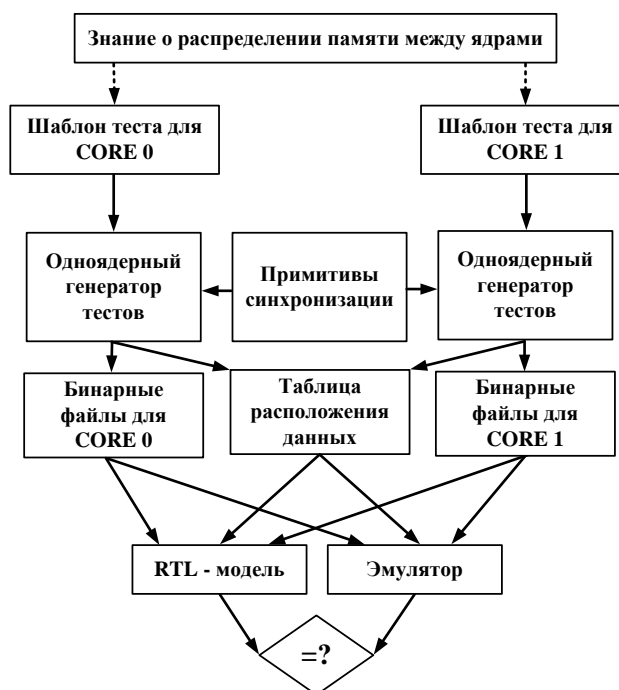 Знание о распределении памяти между ядрами
Шаблон теста для
CORE 0
Шаблон теста для
CORE 1
Одноядерный
генератор
тестов
Примитивы
синхронизации
Одноядерный
генератор
тестов
Бинарные
файлы для
CORE 0
Таблица
расположения
данных
Бинарные
файлы для
CORE 1
RTL - модель
Эмулятор
=?